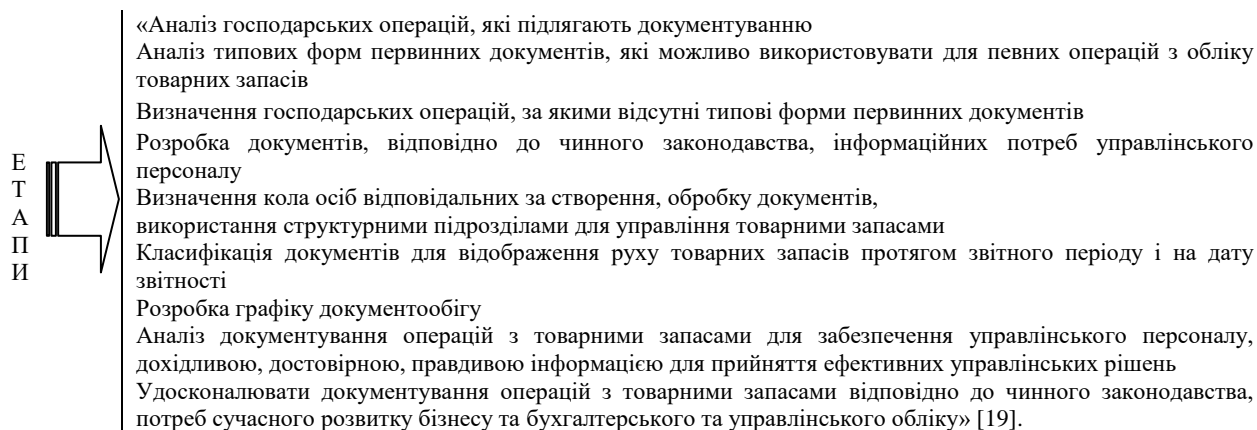 «Аналіз господарських операцій, які підлягають документуванню
Аналіз типових форм первинних документів, які можливо використовувати для певних операцій з обліку
товарних запасів
Визначення господарських операцій, за якими відсутні типові форми первинних документів
Розробка документів, відповідно до чинного законодавства, інформаційних потреб управлінського
персоналу
Визначення кола осіб відповідальних за створення, обробку документів,
використання структурними підрозділами для управління товарними запасами
Класифікація документів для відображення руху товарних запасів протягом звітного періоду і на дату
звітності
Розробка графіку документообігу
Аналіз документування операцій з товарними запасами для забезпечення управлінського персоналу,
дохідливою, достовірною, правдивою інформацією для прийняття ефективних управлінських рішень
Удосконалювати документування операцій з товарними запасами відповідно до чинного законодавства,
потреб сучасного розвитку бізнесу та бухгалтерського та управлінського обліку» [19].
Е
Т
А
П
И